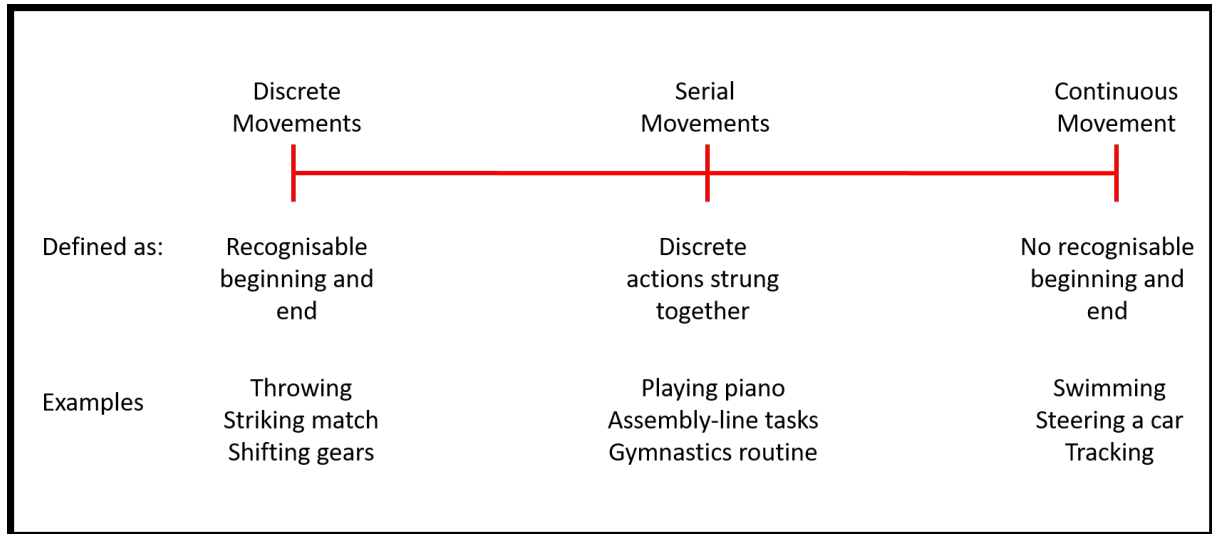 Discrete
Movements
Serial
Movements
Continuous
Movement
Defined as:
Recognisable
beginning and
end
Discrete
actions strung
together
No recognisable
beginning and
end
Examples
Throwing
Striking match
Shifting gears
Playing piano
Assembly-line tasks
Gymnastics routine
Swimming
Steering a car
Tracking